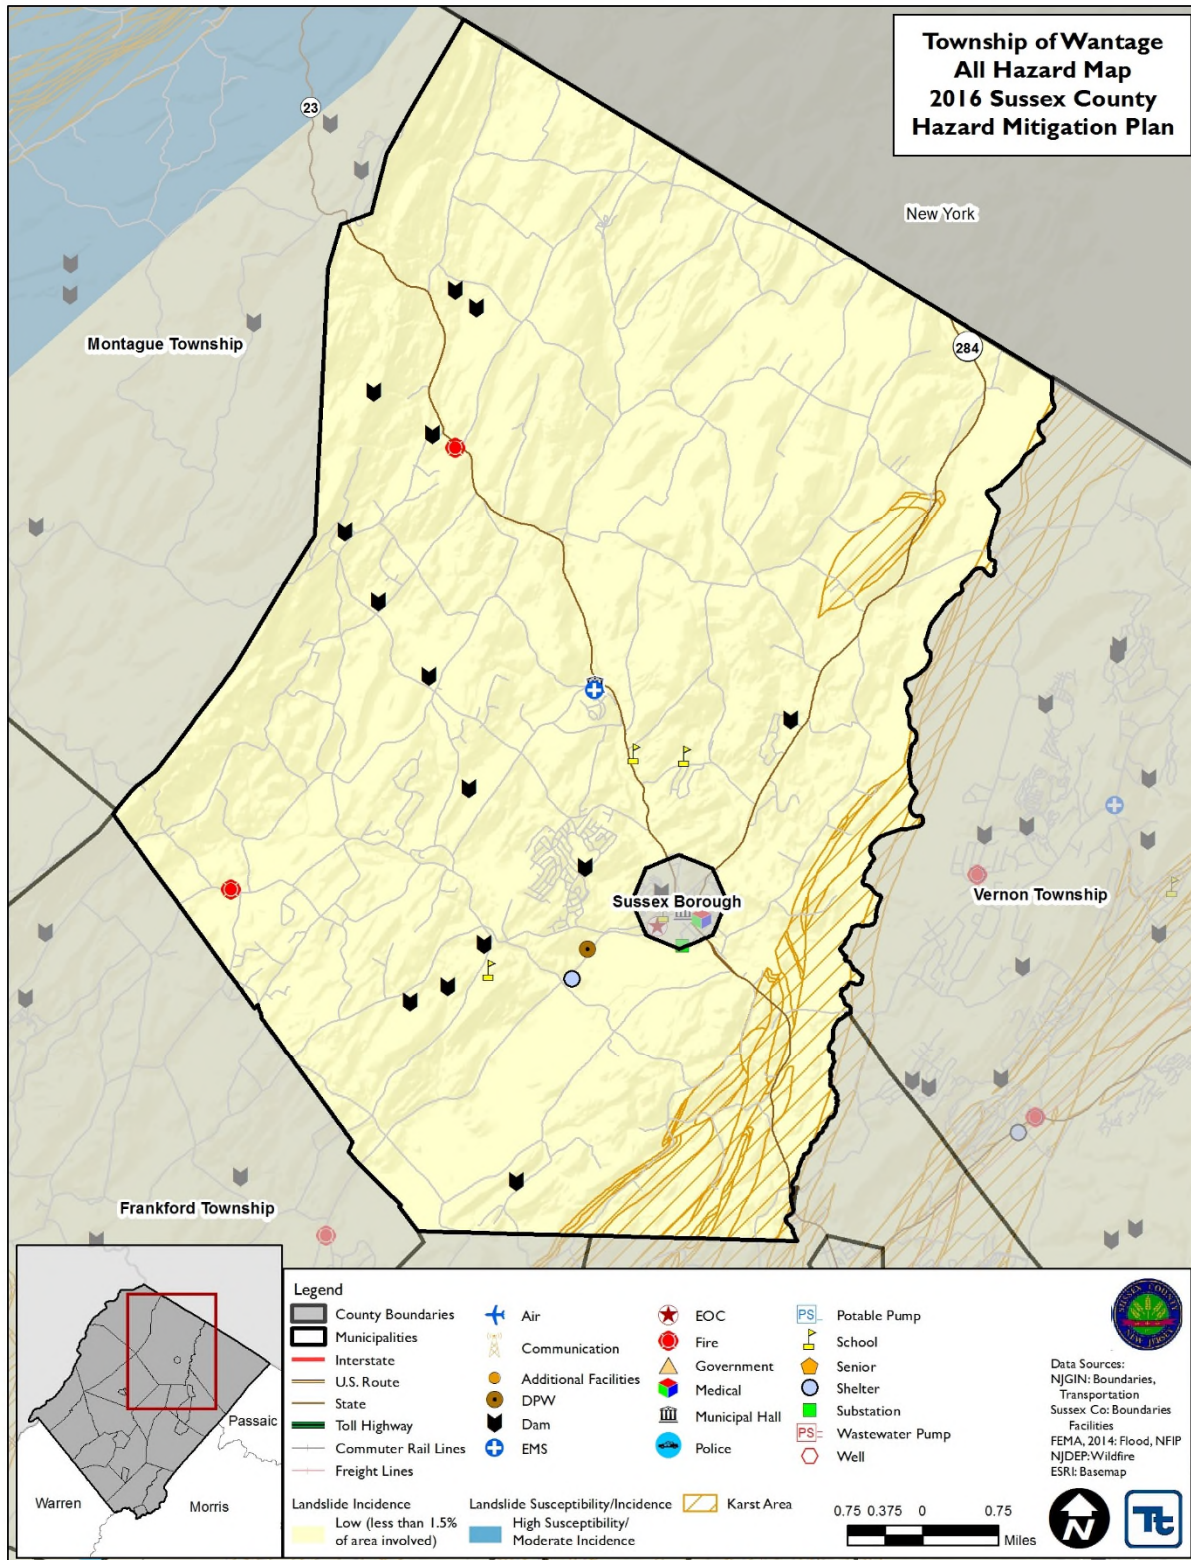 Township of Wantage
All Hazard Map
2016 Sussex County
Hazard Mitigation Plan
23
New York
284
Montague Township
Sussex Borough
Vernon Township
Frankford Township
Passaic
Warren
Morris
Legend
County Boundaries
Municipalities
Interstate
U.S. Route
State
Toll Highway
Commuter Rail Lines
Freight Lines
Air
Communication
Additional Facilities
DPW
Dam
EMS
EOC
Fire
Government
Medical
Municipal Hall
Police
PS Potable Pump
School
Senior
Shelter
Substation
PS Wastewater Pump
Well
Landslide Incidence
Low (less than 1.5%
of area involved)
Landslide Susceptibility/Incidence
High Susceptibility/
Moderate Incidence
Karst Area
SUSSEX COUNTY
NEW JERSEY
Data Sources:
NJGIN: Boundaries,
Transportation
Sussex Co: Boundaries
Facilities
FEMA, 2014: Flood, NFIP
NJDEP: Wildfire
ESRI: Basemap
0.75 0.375 0 0.75
Miles
N
Tt